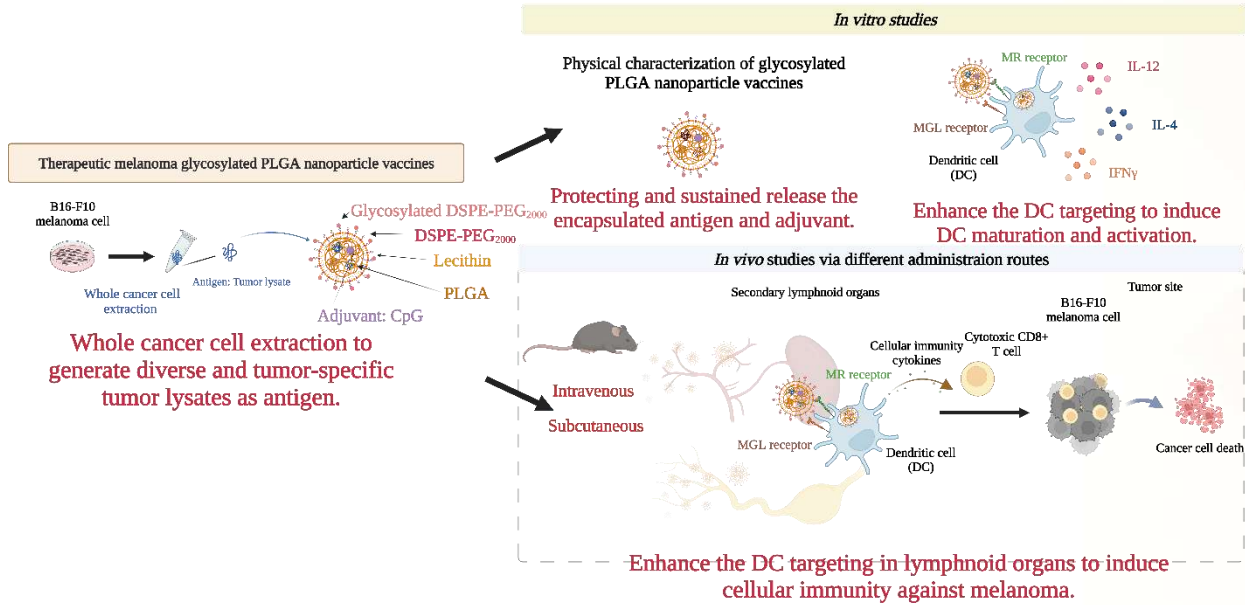 Therapeutic melanoma glycosylated PLGA nanoparticle vaccines
B16-F10
melanoma cell
Whole cancer cell
extraction
Antigen: Tumor lysate
Glycosylated DSPE-PEG2000
DSPE-PEG2000
Lecithin
PLGA
Adjuvant: CpG
Whole cancer cell extraction to
generate diverse and tumor-specific
tumor lysates as antigen.
In vitro studies
Physical characterization of glycosylated
PLGA nanoparticle vaccines
Protecting and sustained release the
encapsulated antigen and adjuvant.
MR receptor
MGL receptor
Dendritic cell
(DC)
IL-12
IL-4
IFNγ
Enhance the DC targeting to induce
DC maturation and activation.
In vivo studies via different administraion routes
Intravenous
Subcutaneous
Secondary lymphnoid organs
MR receptor
MGL receptor
Dendritic cell
(DC)
Cellular immunity
cytokines
Cytotoxic CD8+
T cell
Tumor site
B16-F10
melanoma cell
Cancer cell death
Enhance the DC targeting in lymphnoid organs to induce
cellular immunity against melanoma.